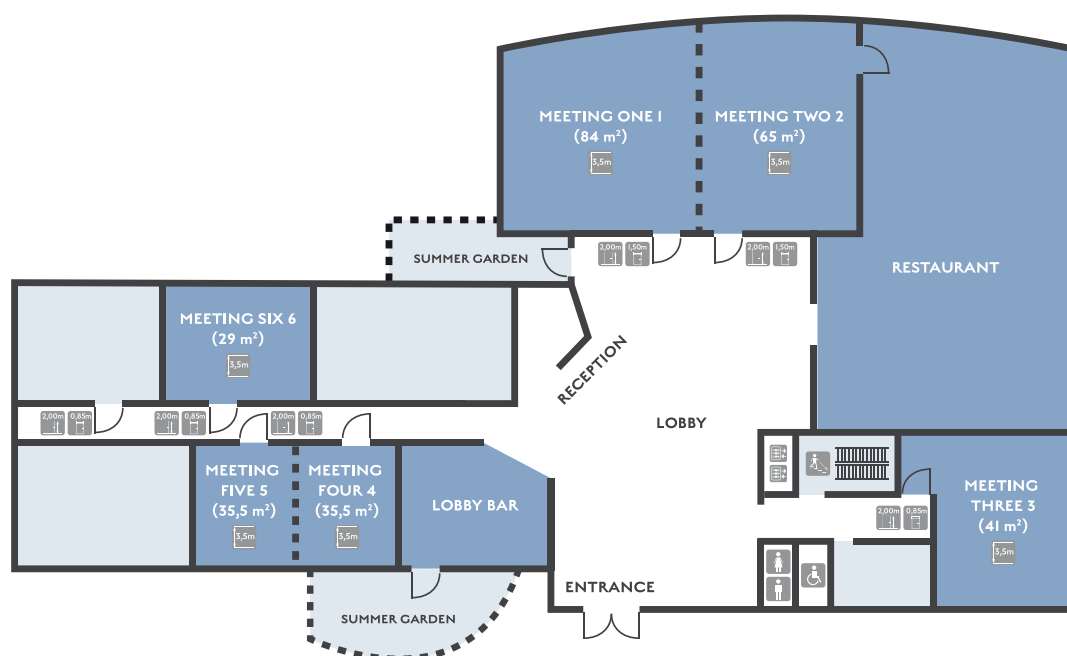 MEETING ONE 1
(84 m²)
3,5m
MEETING TWO 2
(65 m²)
3,5m
SUMMER GARDEN
2,00m
1,50m
2,00m
1,50m
RESTAURANT
MEETING SIX 6
(29 m²)
3,5m
RECEPTION
LOBBY
2,00m
0,85m
2,00m
0,85m
2,00m
0,85m
MEETING
FIVE 5
(35,5 m²)
3,5m
MEETING
FOUR 4
(35,5 m²)
3,5m
LOBBY BAR
MEETING
THREE 3
(41 m²)
3,5m
2,00m
0,85m
ENTRANCE
SUMMER GARDEN